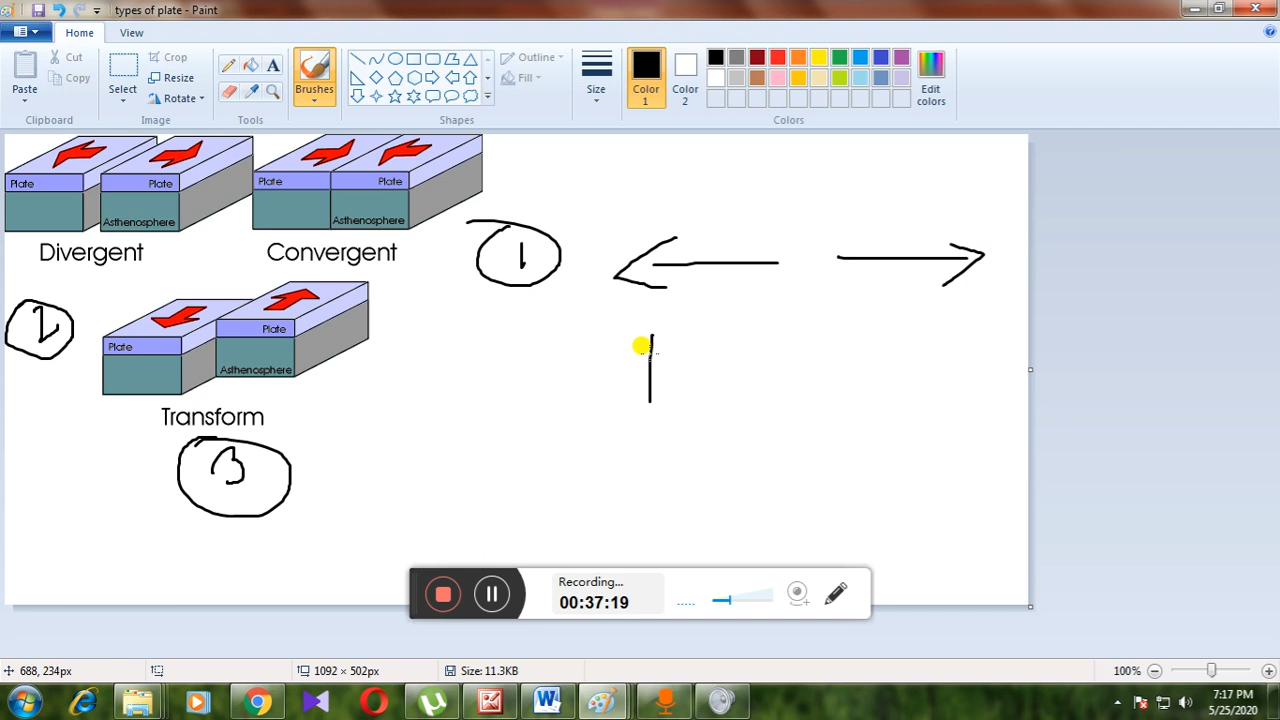 types of plate - Paint
Home
View
Paste
Cut
Copy
Clipboard
Select
Crop
Resize
Rotate
Image
A
Tools
Brushes
Shapes
Outline
Fill
Size
Color 1
Color 2
Edit colors
Colors
Plate
Plate
Asthenosphere
Divergent
Plate
Plate
Asthenosphere
Convergent
1
2
Plate
Plate
Asthenosphere
Transform
3
Recording...
00:37:19
688, 234px
1092 × 502px
Size: 11.3KB
100%
7:17 PM
5/25/2020